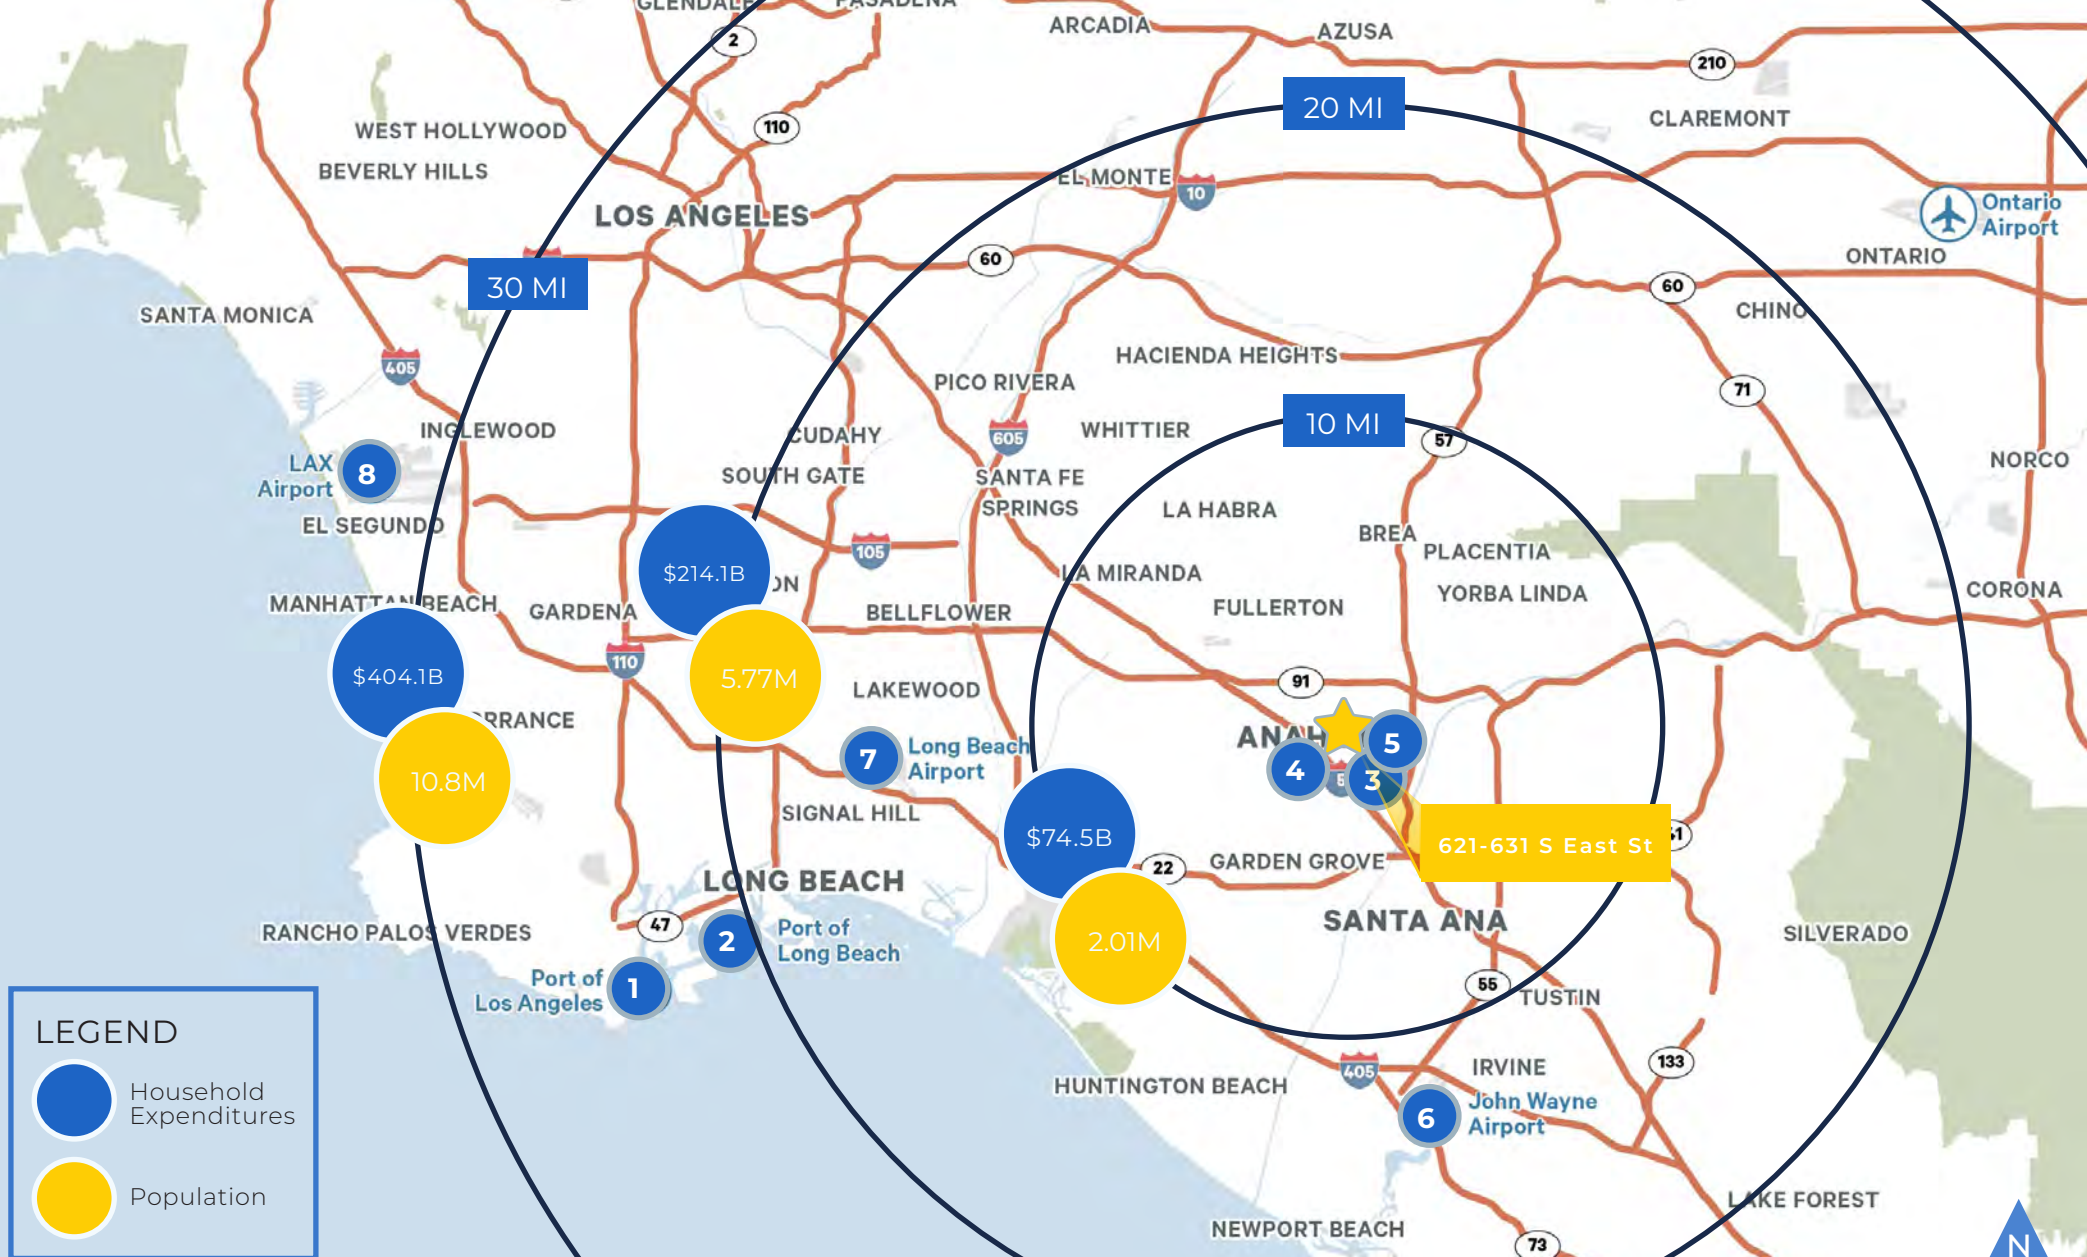 GLENDALE
PASADENA
ARCADIA
AZUSA
2
210
110
CLAREMONT
20 MI
WEST HOLLYWOOD
BEVERLY HILLS
EL MONTE
10
LOS ANGELES
Ontario
Airport
ONTARIO
60
60
30 MI
CHINO
SANTA MONICA
HACIENDA HEIGHTS
405
PICO RIVERA
71
10 MI
INGLEWOOD
CUDAHY
605
WHITTIER
57
LAX
Airport
8
SOUTH GATE
SANTA FE
SPRINGS
NORCO
EL SEGUNDO
LA HABRA
BREA
105
PLACENTIA
$214.1B
ON
LA MIRANDA
YORBA LINDA
CORONA
MANHATTAN BEACH
GARDENA
BELLFLOWER
FULLERTON
110
$404.1B
5.77M
LAKEWOOD
91
ORRANCE
ANAH
5
7
Long Beach
Airport
4
5
3
10.8M
SIGNAL HILL
$74.5B
621-631 S East St
41
22
GARDEN GROVE
LONG BEACH
SANTA ANA
47
2
Port of
Long Beach
2.01M
SILVERADO
RANCHO PALOS VERDES
Port of
Los Angeles
1
55
TUSTIN
405
IRVINE
133
HUNTINGTON BEACH
6
John Wayne
Airport
LAKE FOREST
NEWPORT BEACH
73
N
LEGEND
Household
Expenditures
Population